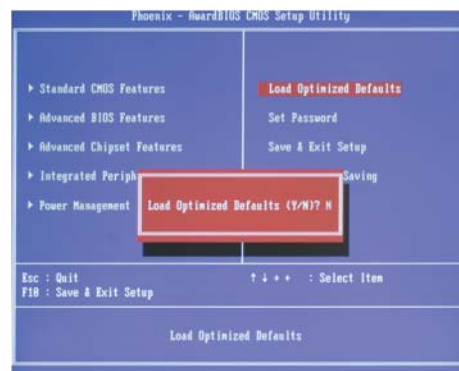 Phoenix - AwardBIOS CMOS Setup Utility
▸ Standard CMOS Features
▸ Advanced BIOS Features
▸ Advanced Chipset Features
▸ Integrated Periph
▸ Power Management
Load Optimized Defaults
Set Password
Save & Exit Setup
Saving
Load Optimized Defaults (Y/N)? N
Esc : Quit
F10 : Save & Exit Setup
↑ ↓ → ← : Select Item
Load Optimized Defaults